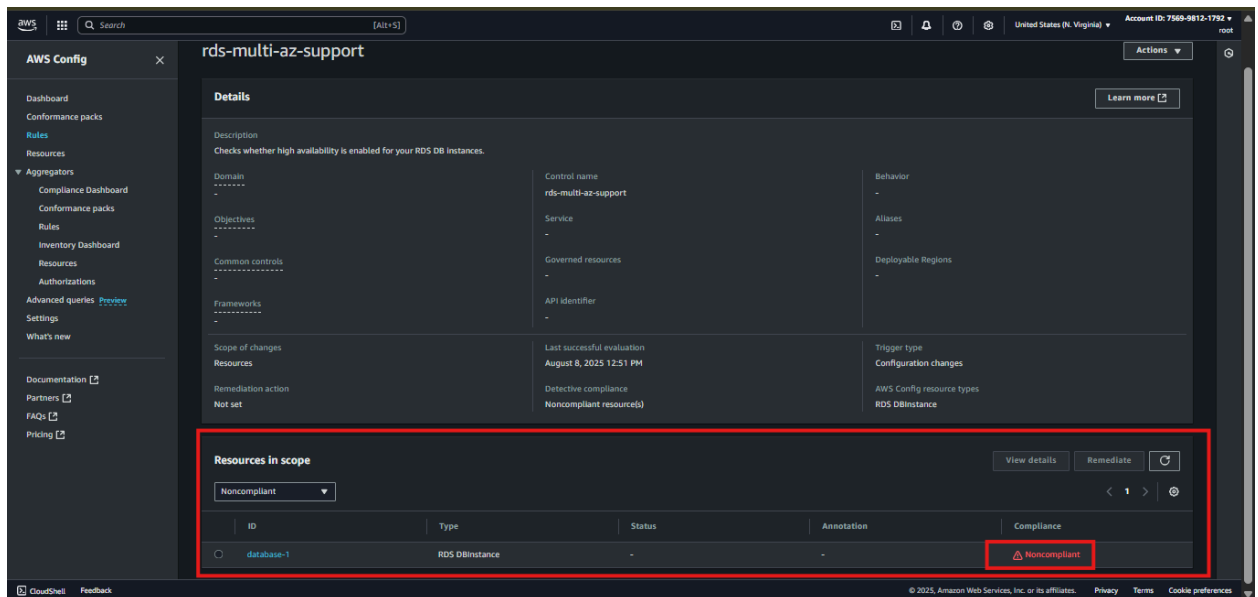 aws
Search [Alt+S]
United States (N. Virginia) ▼
Account ID: 7569-9812-1792 ▼
root
AWS Config
Dashboard
Conformance packs
Rules
Resources
▼ Aggregators
Compliance Dashboard
Conformance packs
Rules
Inventory Dashboard
Resources
Authorizations
Advanced queries Preview
Settings
What's new
Documentation
Partners
FAQs
Pricing
rds-multi-az-support
Actions ▼
Details
Learn more
Description
Checks whether high availability is enabled for your RDS DB instances.
Domain
-
Objectives
-
Common controls
-
Frameworks
-
Control name
rds-multi-az-support
Service
-
Governed resources
-
API identifier
-
Behavior
-
Aliases
-
Deployable Regions
-
Scope of changes
Resources
Remediation action
Not set
Last successful evaluation
August 8, 2025 12:51 PM
Detective compliance
Noncompliant resource(s)
Trigger type
Configuration changes
AWS Config resource types
RDS DBInstance
Resources in scope
View details
Remediate
Noncompliant ▼
< 1 >
ID Type Status Annotation Compliance
database-1 RDS DBInstance - - Noncompliant
CloudShell Feedback
© 2025, Amazon Web Services, Inc. or its affiliates. Privacy Terms Cookie preferences